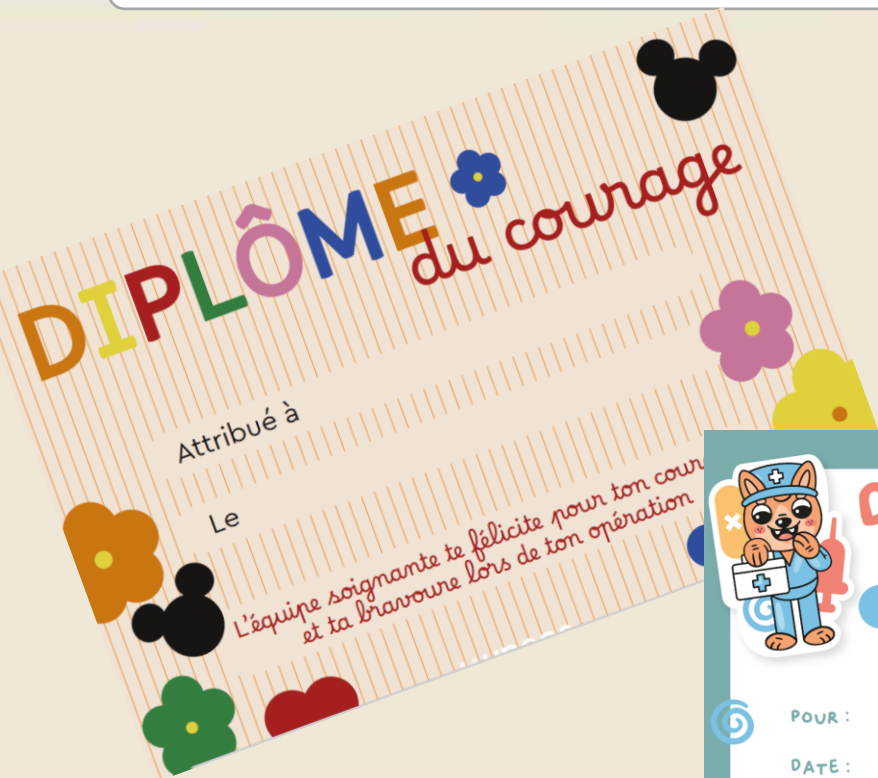 DIPLÔME
du courage
Attribué à
Le
L'équipe soignante te félicite pour ton
et ta bravoure lors de ton opération
POUR :
DATE :